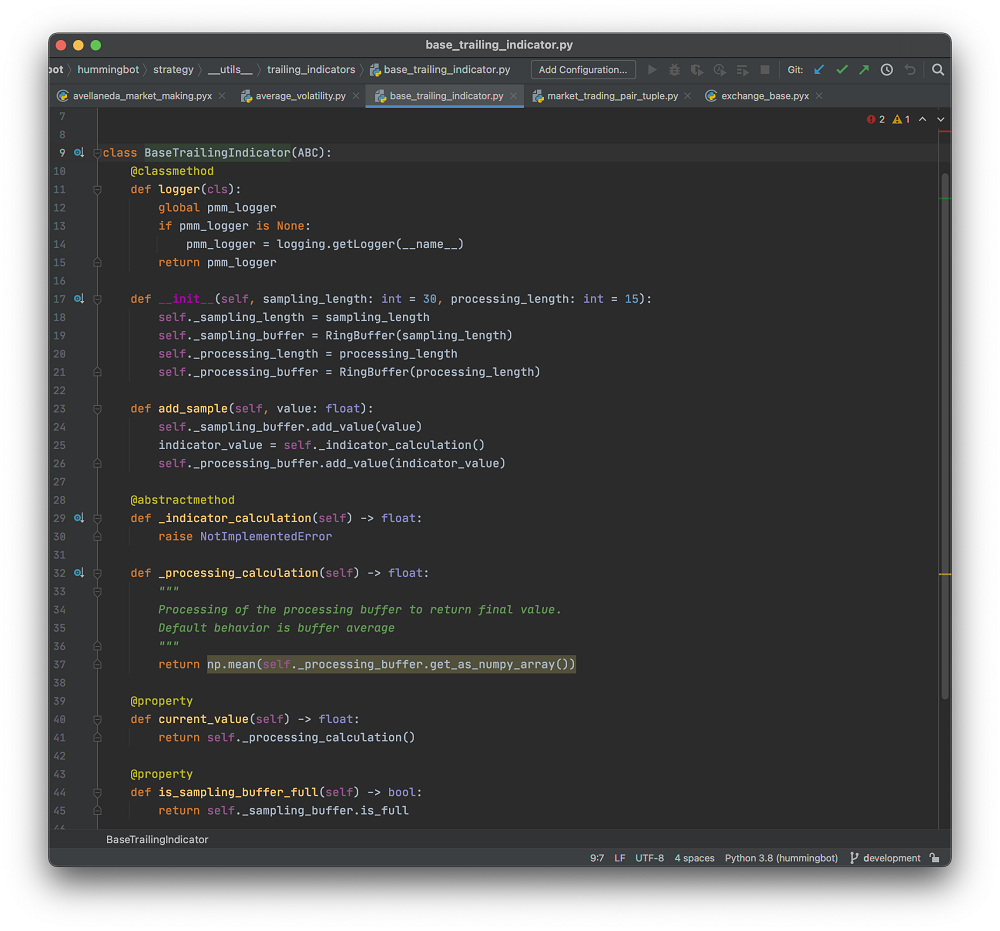 base_trailing_indicator.py
bot hummingbot strategy __utils__ trailing_indicators base_trailing_indicator.py Add Configuration... Git:
avellaneda_market_making.pyx average_volatility.py base_trailing_indicator.py market_trading_pair_tuple.py exchange_base.pyx
7 2 1
8
9 class BaseTrailingIndicator(ABC):
10 @classmethod
11 def logger(cls):
12 global pmm_logger
13 if pmm_logger is None:
14 pmm_logger = logging.getLogger(__name__)
15 return pmm_logger
16
17 def __init__(self, sampling_length: int = 30, processing_length: int = 15):
18 self._sampling_length = sampling_length
19 self._sampling_buffer = RingBuffer(sampling_length)
20 self._processing_length = processing_length
21 self._processing_buffer = RingBuffer(processing_length)
22
23 def add_sample(self, value: float):
24 self._sampling_buffer.add_value(value)
25 indicator_value = self._indicator_calculation()
26 self._processing_buffer.add_value(indicator_value)
27
28 @abstractmethod
29 def _indicator_calculation(self) -> float:
30 raise NotImplementedError
31
32 def _processing_calculation(self) -> float:
33 """
34 Processing of the processing buffer to return final value.
35 Default behavior is buffer average
36 """
37 return np.mean(self._processing_buffer.get_as_numpy_array())
38
39 @property
40 def current_value(self) -> float:
41 return self._processing_calculation()
42
43 @property
44 def is_sampling_buffer_full(self) -> bool:
45 return self._sampling_buffer.is_full
46
BaseTrailingIndicator
9:7 LF UTF-8 4 spaces Python 3.8 (hummingbot) development